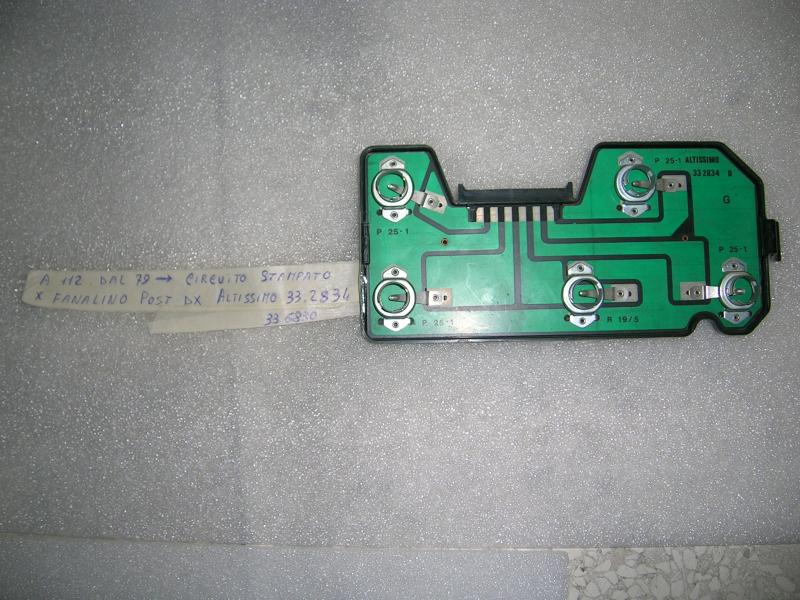 A 112 DAL 79 → CIRCUITO STAMPATO
X FANALINO POST DX ALTISSIMO 33.2834
33.6830
P 25-1 ALTISSIMO
33 2834 D
G
P 25-1
P 25-1
P 25-1
R 19/5